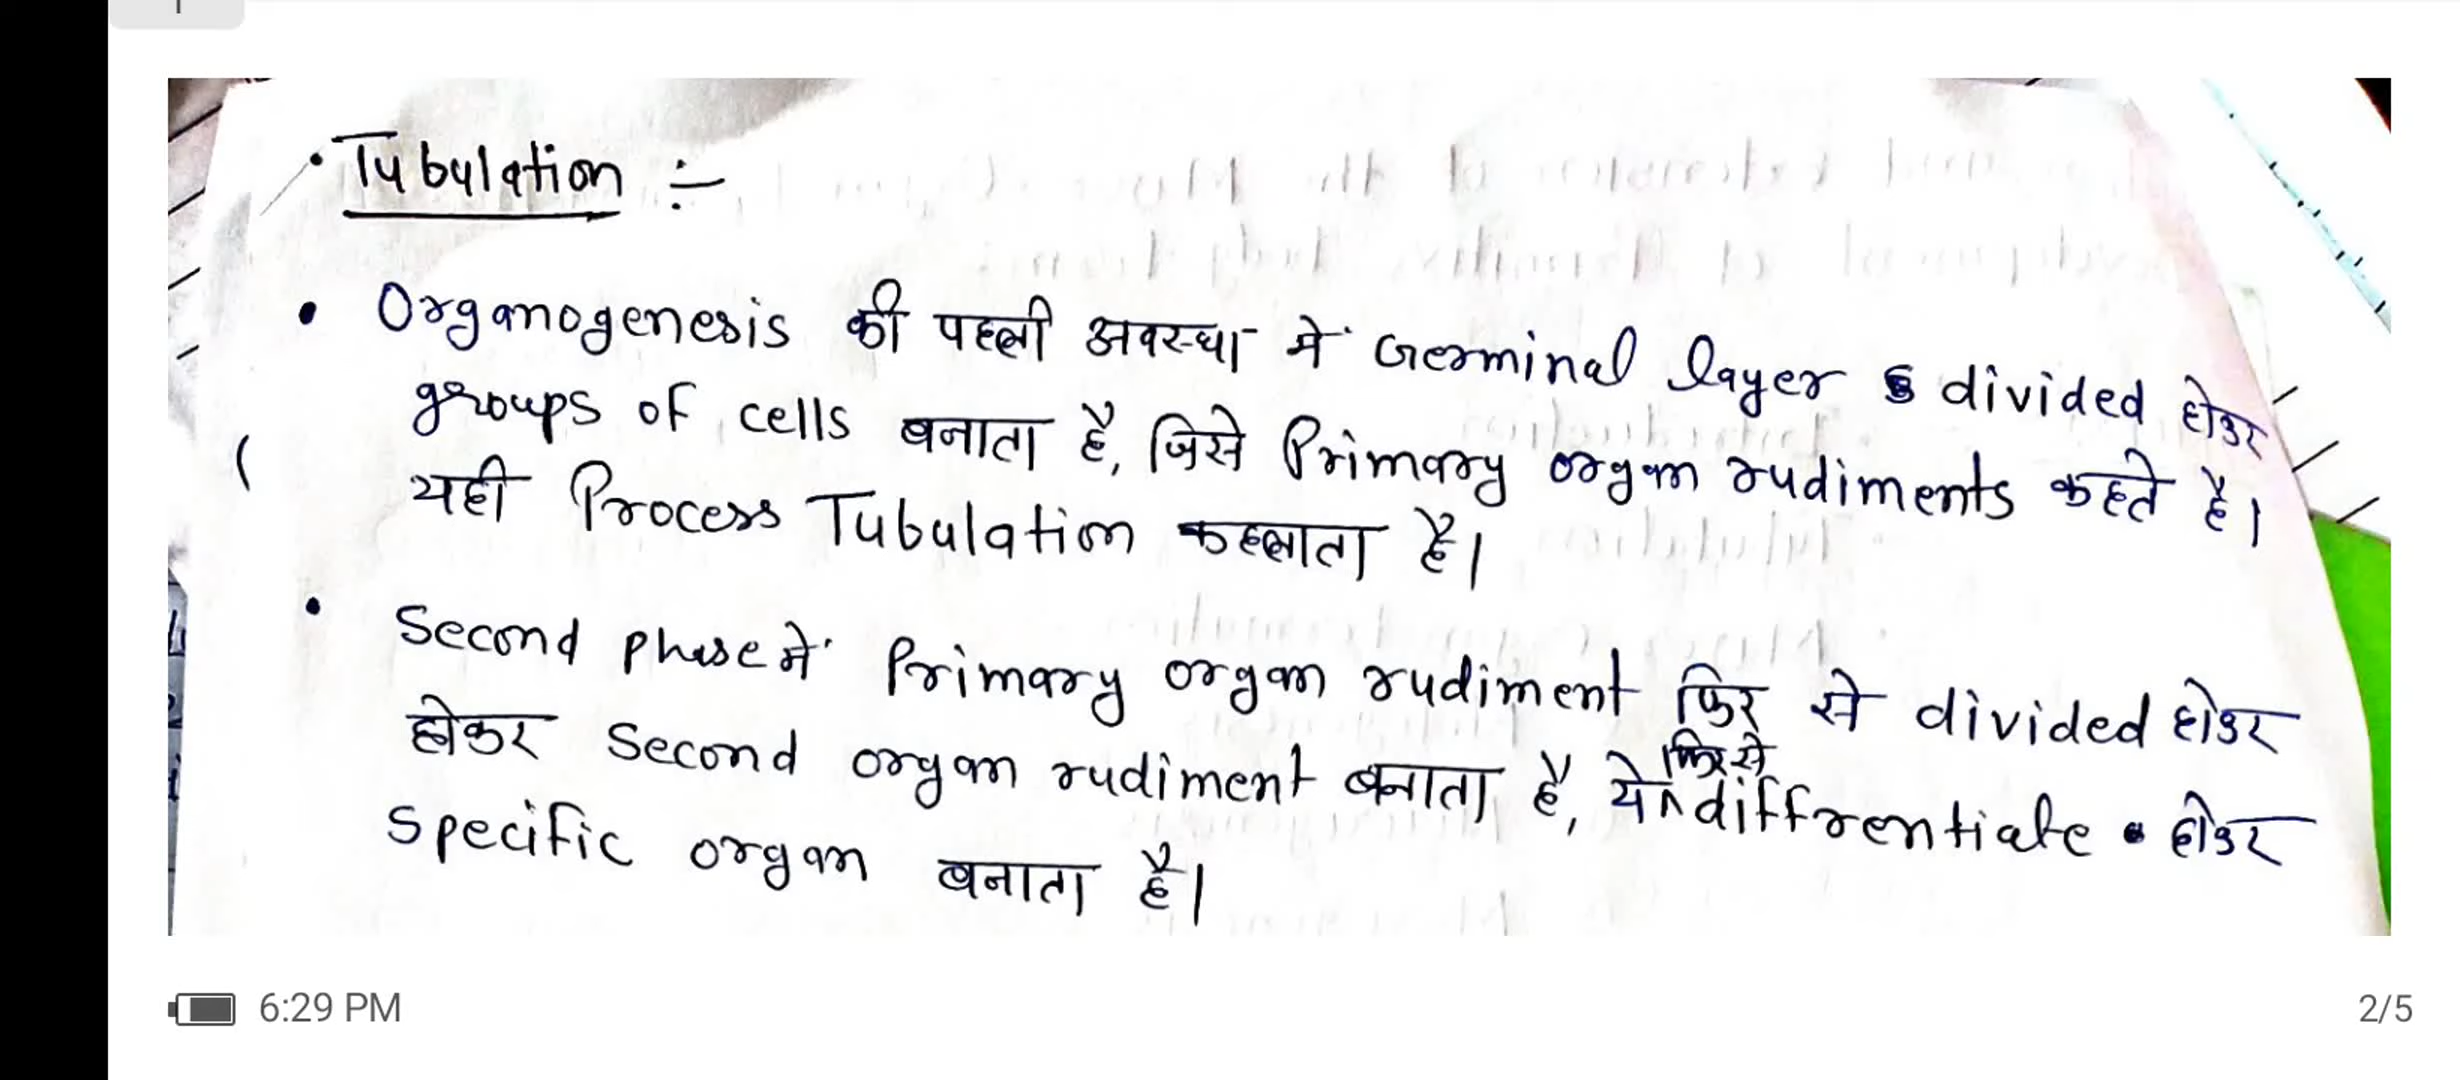 • Tubulation :-
• Organogenesis की पहली अवस्था में Germinal layer s divided होकर
groups of cells बनाता है, जिसे Primary organ rudiments कहते है।
यही Process Tubulation कहलाता है।
• Second phase में Primary organ rudiment फिर से divided होकर
होकर second organ rudiment बनाता है, ये फिर से diffrentiate होकर
specific organ बनाता है।
6:29 PM
2/5